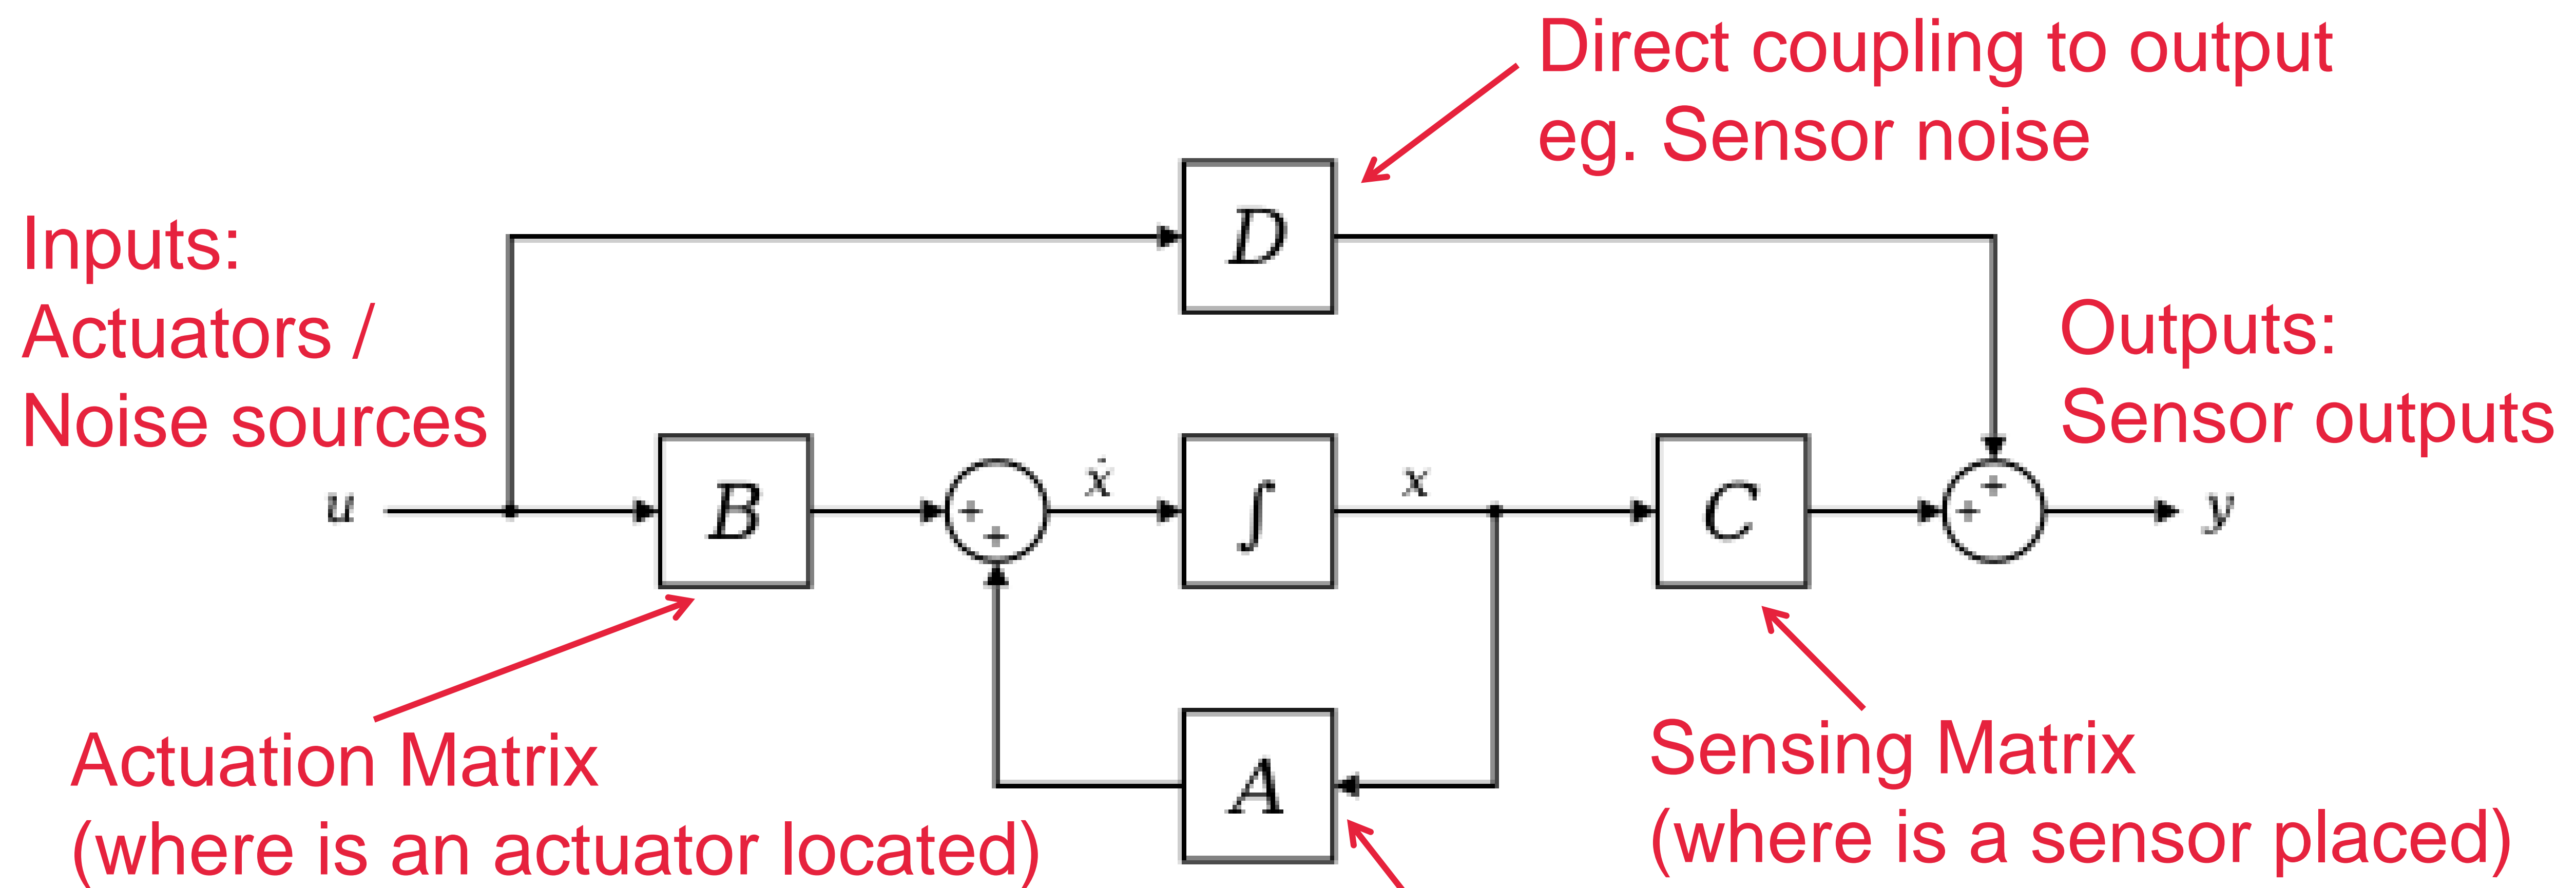 Direct coupling to output
eg. Sensor noise
Inputs:
Actuators /
Noise sources
D
Outputs:
Sensor outputs
u
B
+
+
ẋ
∫
x
C
+
+
y
A
Actuation Matrix
(where is an actuator located)
Sensing Matrix
(where is a sensor placed)